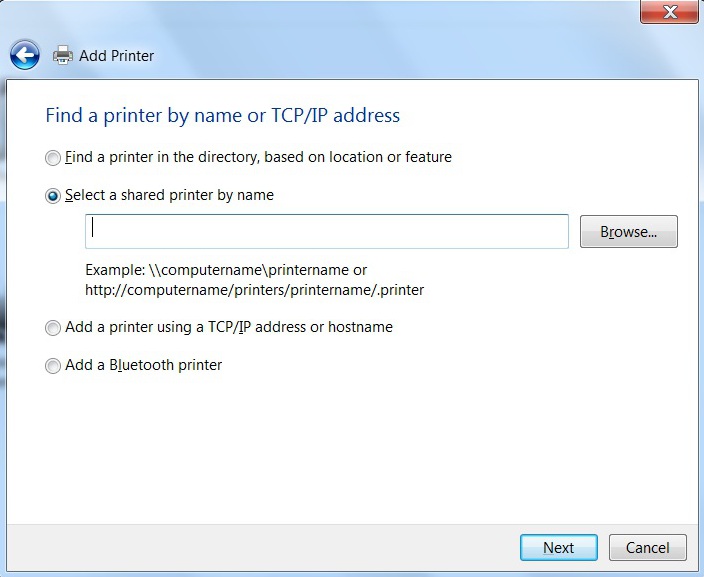 Add Printer
Find a printer by name or TCP/IP address
Find a printer in the directory, based on location or feature
Select a shared printer by name
Browse...
Example: \\computername\printername or
http://computername/printers/printername/.printer
Add a printer using a TCP/IP address or hostname
Add a Bluetooth printer
Next
Cancel